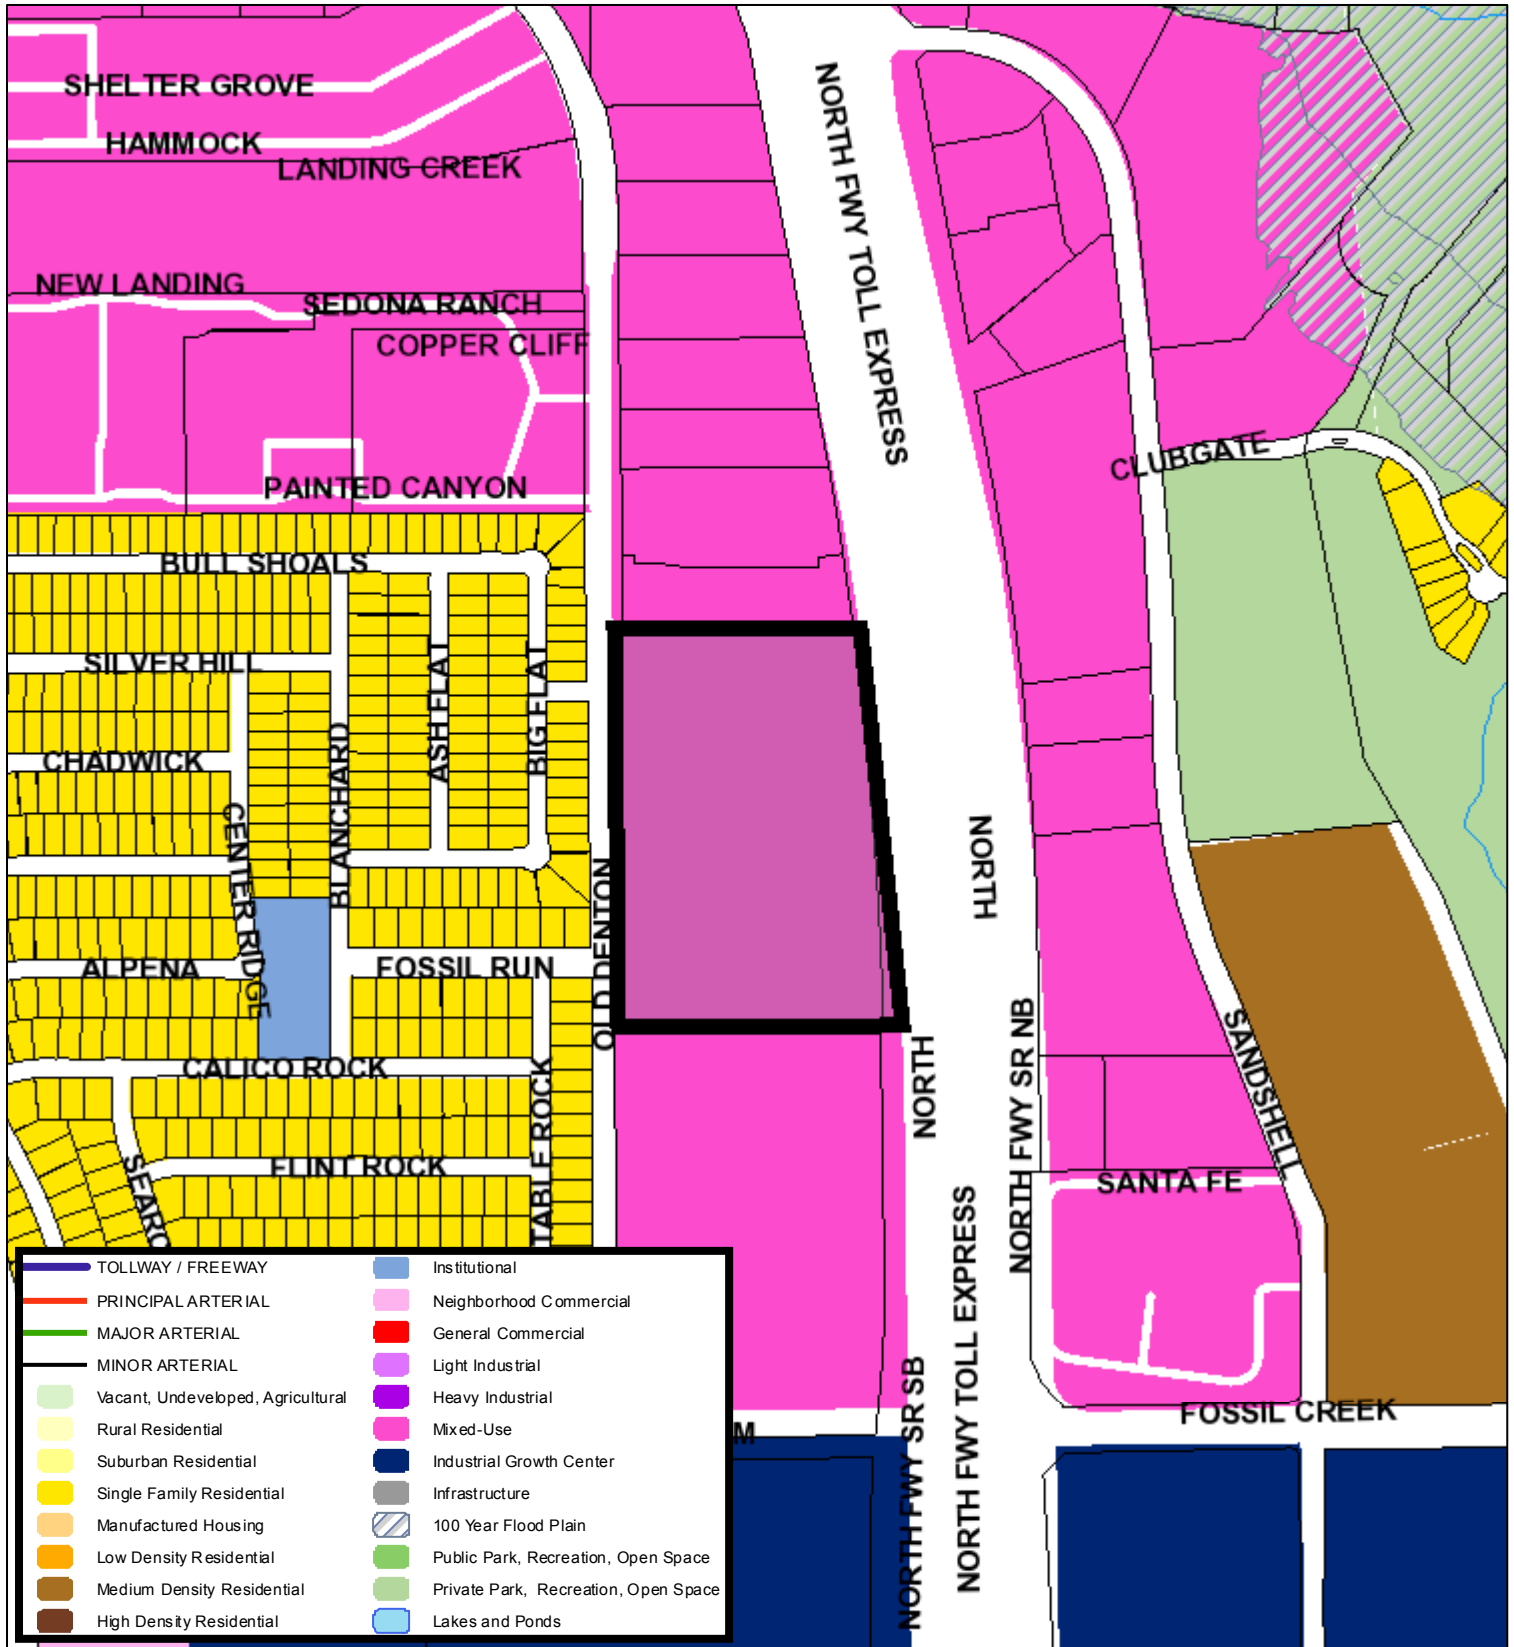 SHELTER GROVE
HAMMOCK
LANDING CREEK
NORTH FWY TOLL EXPRESS
NEW LANDING
SEDONA RANCH
COPPER CLIFF
CLUBGATE
PAINTED CANYON
BULL SHOALS
SILVER HILL
ASH FLAT
BIG FLAT
CHADWICK
BLANCHARD
CENTER RIDGE
NORTH
OLD DENTON
ALPENA
FOSSIL RUN
NORTH
NORTH FWY SR NB
SANDSHELL
CALICO ROCK
TABLE ROCK
FLINT ROCK
SEARC
SANTA FE
NORTH FWY TOLL EXPRESS
NORTH FWY SR SB
FOSSIL CREEK
M
TOLLWAY / FREEWAY
PRINCIPAL ARTERIAL
MAJOR ARTERIAL
MINOR ARTERIAL
Vacant, Undeveloped, Agricultural
Rural Residential
Suburban Residential
Single Family Residential
Manufactured Housing
Low Density Residential
Medium Density Residential
High Density Residential
Institutional
Neighborhood Commercial
General Commercial
Light Industrial
Heavy Industrial
Mixed-Use
Industrial Growth Center
Infrastructure
100 Year Flood Plain
Public Park, Recreation, Open Space
Private Park, Recreation, Open Space
Lakes and Ponds